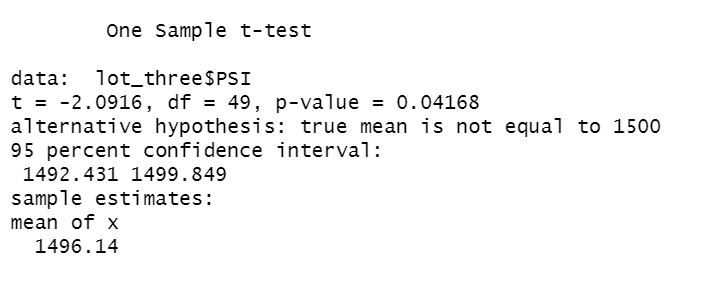 One Sample t-test
data:  lot_three$PSI
t = -2.0916, df = 49, p-value = 0.04168
alternative hypothesis: true mean is not equal to 1500
95 percent confidence interval:
1492.431 1499.849
sample estimates:
mean of x
1496.14